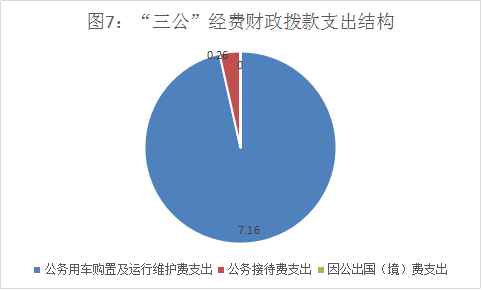 图7：“三公”经费财政拨款支出结构
0.26
0
7.16
公务用车购置及运行维护费支出 公务接待费支出 因公出国（境）费支出